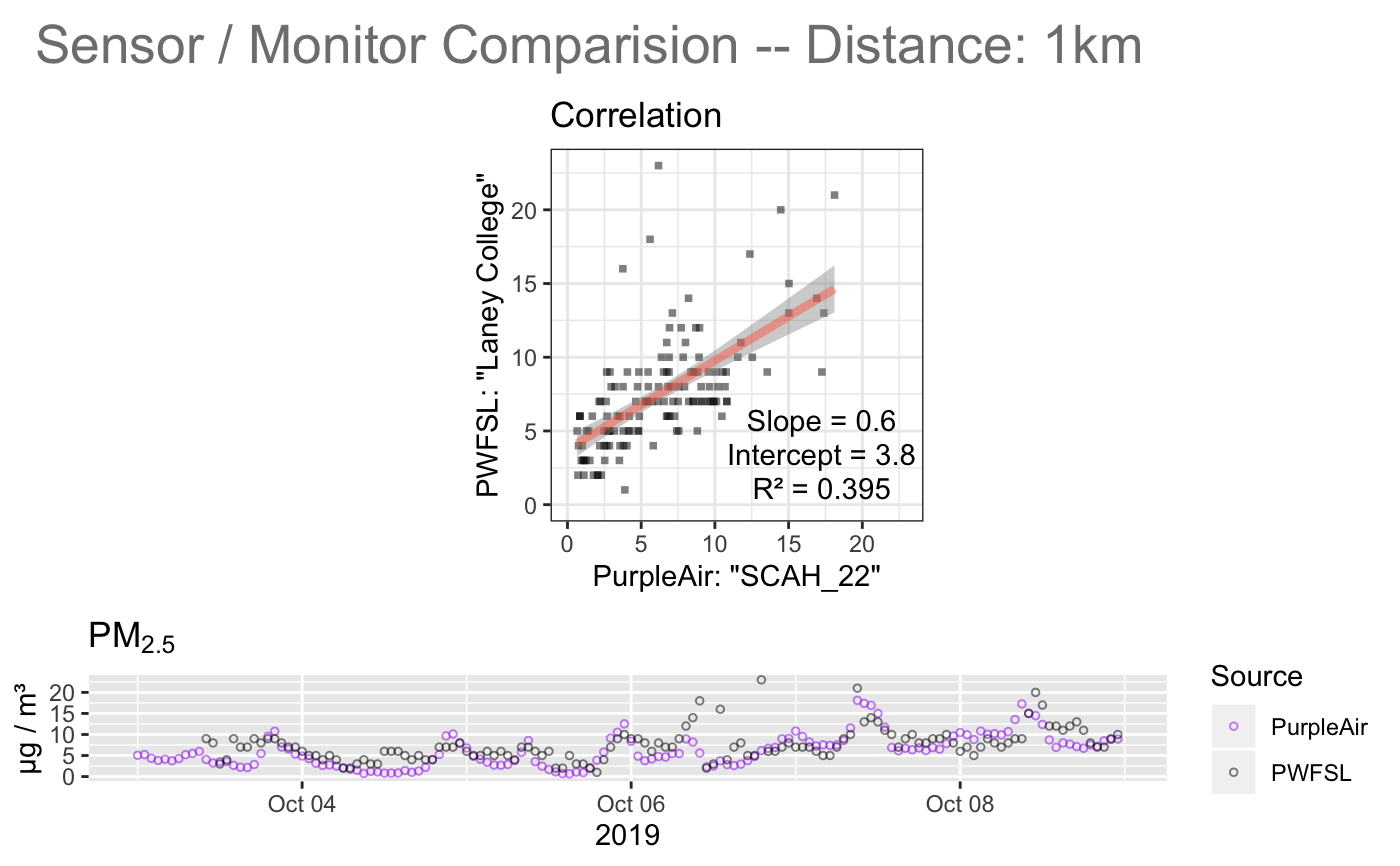 Sensor / Monitor Comparision -- Distance: 1km
Correlation
PWFSL: "Laney College"
20
15
10
5
0
Slope = 0.6
Intercept = 3.8
R² = 0.395
0 5 10 15 20
PurpleAir: "SCAH_22"
PM2.5
µg / m³
20
15
10
5
0
Oct 04 Oct 06 Oct 08
2019
Source
PurpleAir
PWFSL